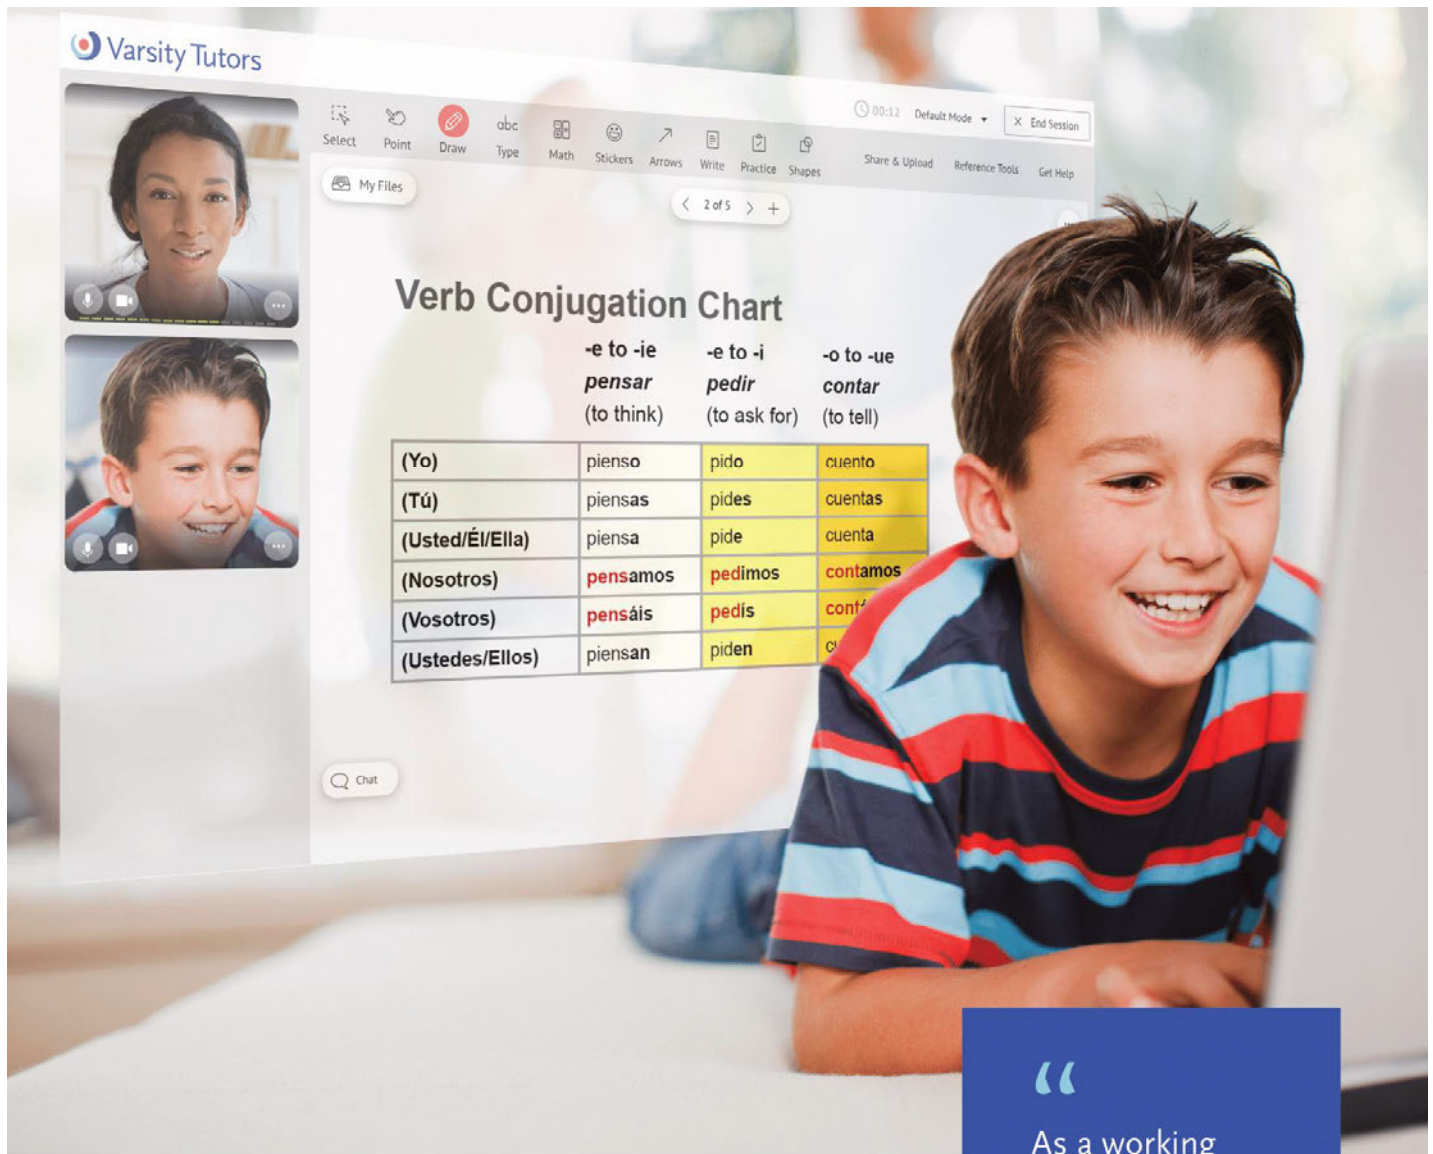 Varsity Tutors
00:12 Default Mode × End Session
Select Point Draw abc Type Math Stickers Arrows Write Practice Shapes Share & Upload Reference Tools Get Help
My Files
< 2 of 5 > +
Verb Conjugation Chart
-e to -ie -e to -i -o to -ue
pensar pedir contar
(to think) (to ask for) (to tell)
(Yo) pienso pido cuento
(Tú) piensas pides cuentas
(Usted/Él/Ella) piensa pide cuenta
(Nosotros) pensamos pedimos contamos
(Vosotros) pensáis pedís
(Ustedes/Ellos) piensan piden
Chat
“
As a working